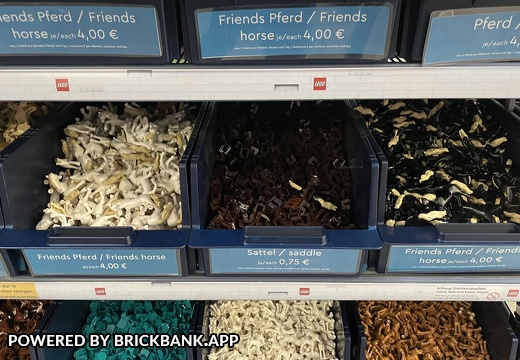 Friends Pferd / Friends
horse je/each 4,00 €
Friends Pferd / Friends
horse je/each 4,00 €
Pferd /
je/each 4,
LEGO
LEGO
Friends Pferd / Friends horse
je/each 4,00 €
Sattel / saddle
je/each 0,75 €
Friends Pferd / Friends
horse je/each 4,00 €
LEGO
LEGO
LEGO
POWERED BY BRICKBANK.APP